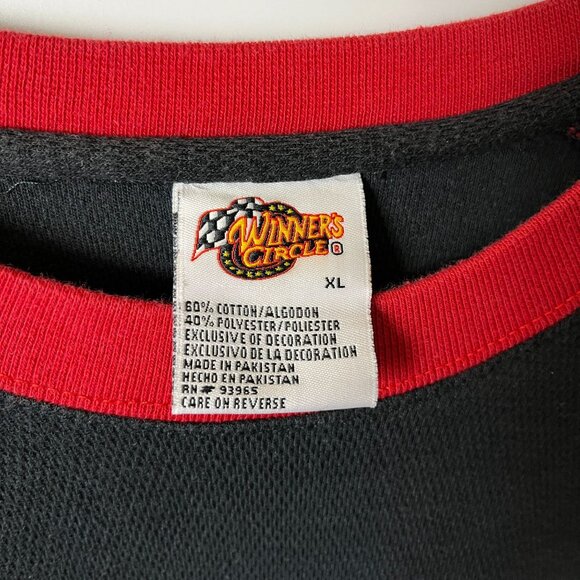 WINNER'S
CIRCLE ®
XL
60% COTTON/ALGODON
40% POLYESTER/POLIESTER
EXCLUSIVE OF DECORATION
EXCLUSIVO DE LA DECORATION
MADE IN PAKISTAN
HECHO EN PAKISTAN
RN# 93965
CARE ON REVERSE